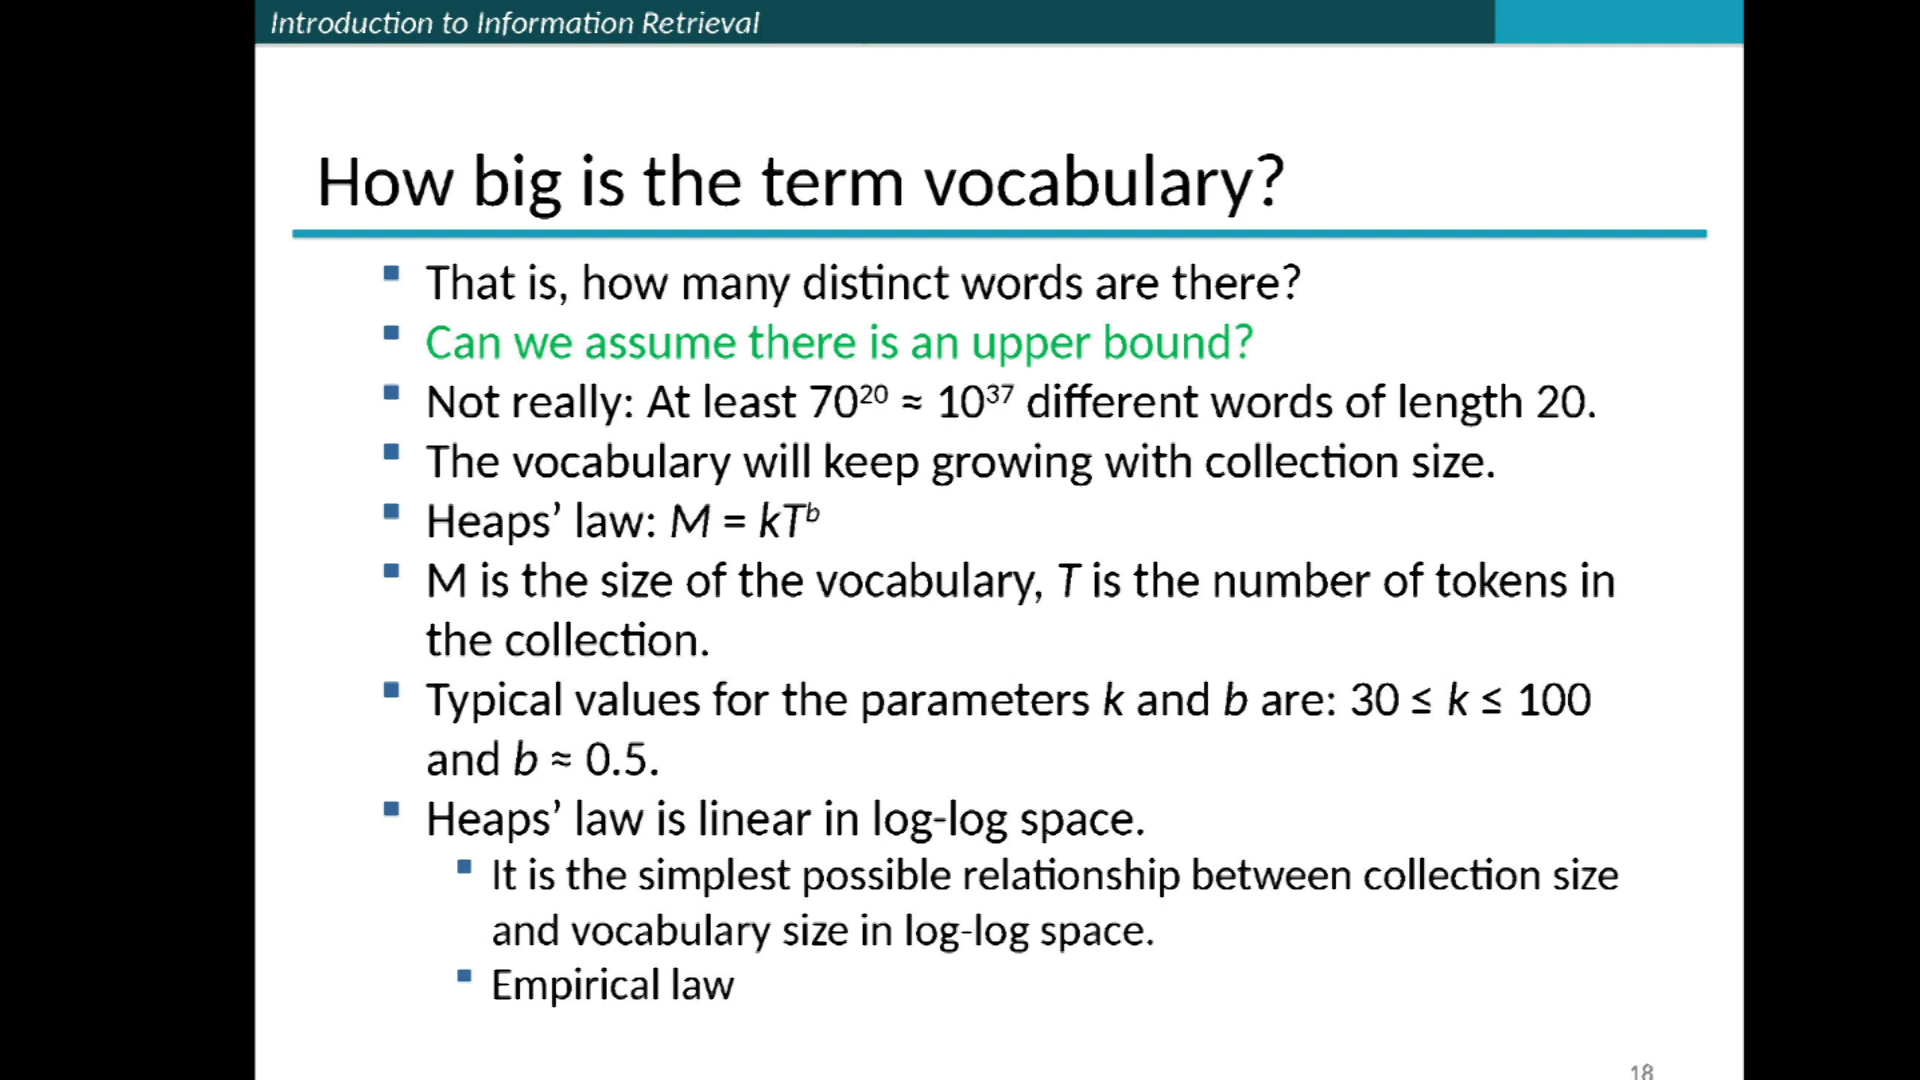 Introduction to Information Retrieval
How big is the term vocabulary?
▪ That is, how many distinct words are there?
▪ Can we assume there is an upper bound?
▪ Not really: At least 70²⁰ ≈ 10³⁷ different words of length 20.
▪ The vocabulary will keep growing with collection size.
▪ Heaps’ law: M = kTᵇ
▪ M is the size of the vocabulary, T is the number of tokens in
the collection.
▪ Typical values for the parameters k and b are: 30 ≤ k ≤ 100
and b ≈ 0.5.
▪ Heaps’ law is linear in log-log space.
▪ It is the simplest possible relationship between collection size
and vocabulary size in log-log space.
▪ Empirical law
18